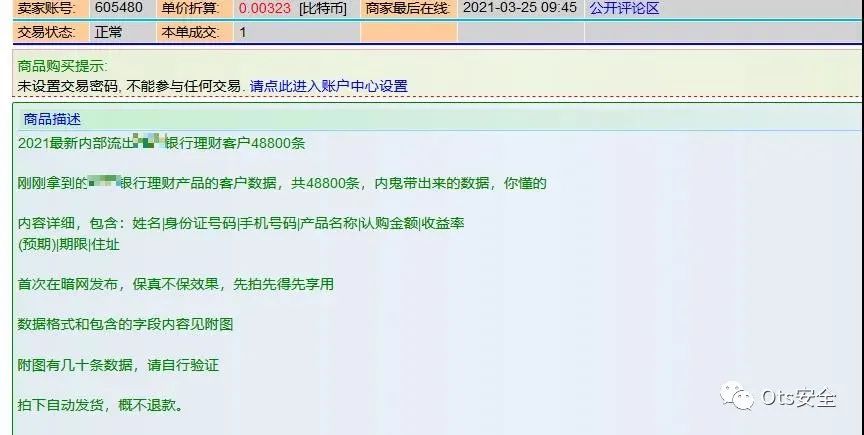 卖家账号: 605480 单价折算: 0.00323 [比特币] 商家最后在线: 2021-03-25 09:45 公开评论区
交易状态: 正常 本单成交: 1
商品购买提示:
未设置交易密码, 不能参与任何交易. 请点此进入账户中心设置
商品描述
2021最新内部流出 银行理财客户48800条
刚刚拿到的 银行理财产品的客户数据，共48800条，内鬼带出来的数据，你懂的
内容详细，包含：姓名|身份证号码|手机号码|产品名称|认购金额|收益率
(预期)|期限|住址
首次在暗网发布，保真不保效果，先拍先得先享用
数据格式和包含的字段内容见附图
附图有几十条数据，请自行验证
拍下自动发货，概不退款。
Ots安全